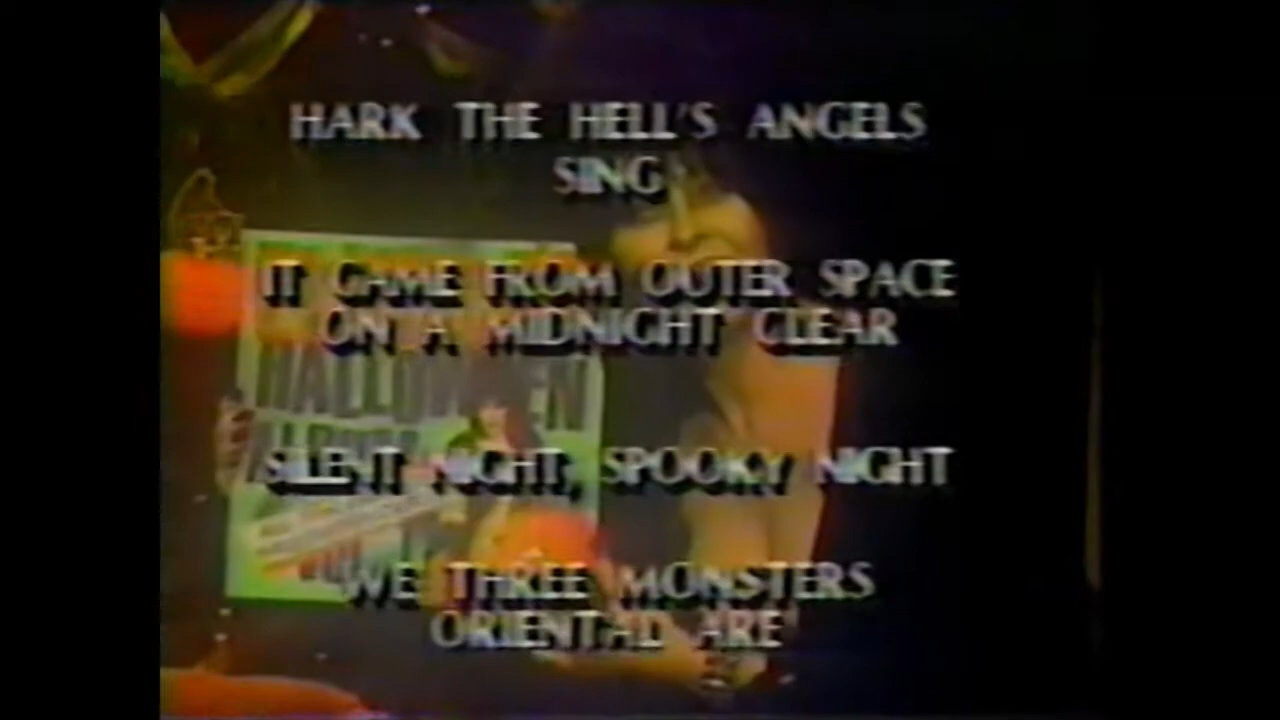 HARK THE HELL'S ANGELS
SING
IT CAME FROM OUTER SPACE
ON A MIDNIGHT CLEAR
HALLOWEEN
SILENT NIGHT, SPOOKY NIGHT
WE THREE MONSTERS
ORIENTAL ARE